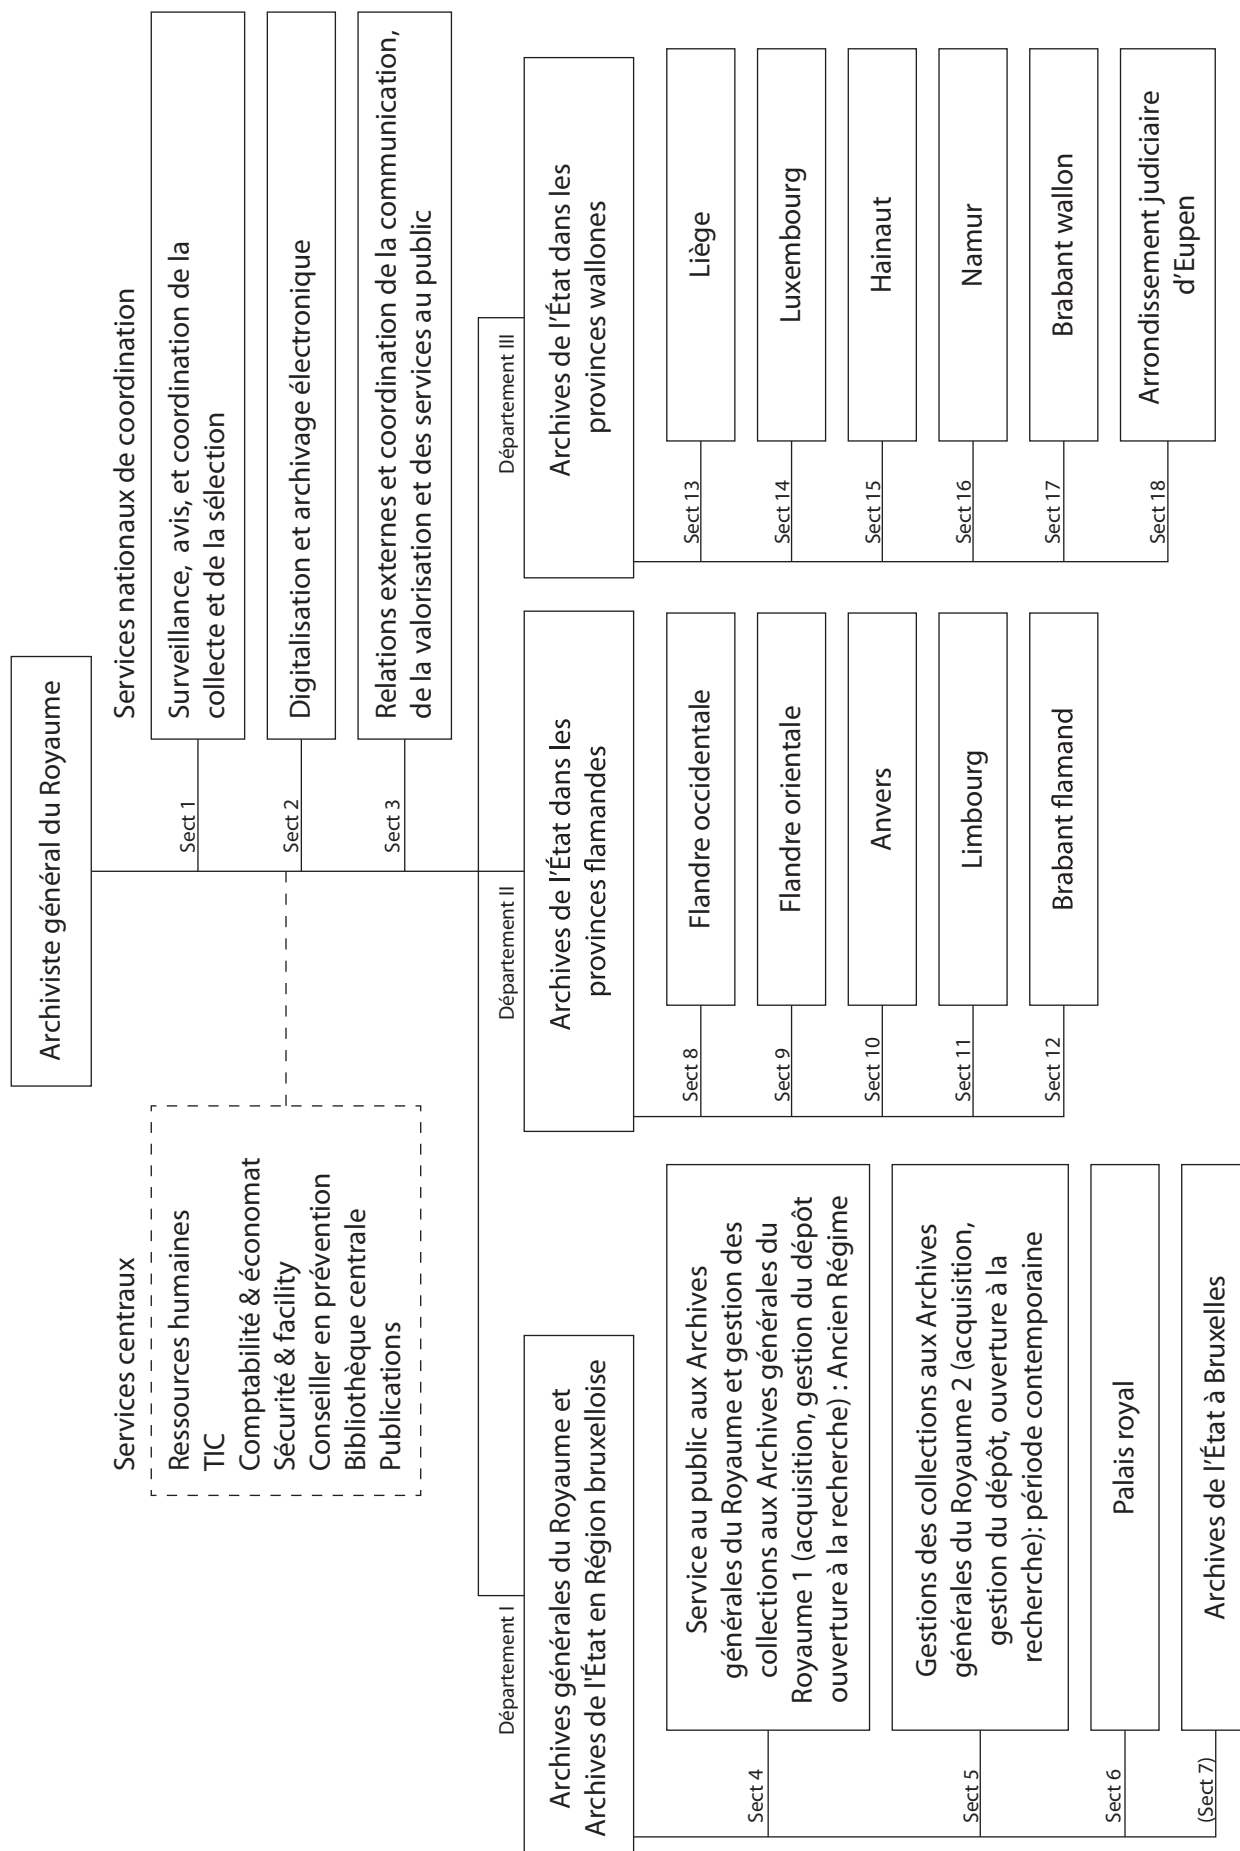 Archiviste général du Royaume
Services centraux
Ressources humaines
TIC
Comptabilité & économat
Sécurité & facility
Conseiller en prévention
Bibliothèque centrale
Publications
Services nationaux de coordination
Sect 1
Surveillance, avis, et coordination de la
collecte et de la sélection
Sect 2
Digitalisation et archivage électronique
Sect 3
Relations externes et coordination de la communication,
de la valorisation et des services au public
Département I
Archives générales du Royaume et
Archives de l'État en Région bruxelloise
Sect 4
Service au public aux Archives
générales du Royaume et gestion des
collections aux Archives générales du
Royaume 1 (acquisition, gestion du dépôt
ouverture à la recherche) : Ancien Régime
Sect 5
Gestions des collections aux Archives
générales du Royaume 2 (acquisition,
gestion du dépôt, ouverture à la
recherche): période contemporaine
Sect 6
Palais royal
(Sect 7)
Archives de l'État à Bruxelles
Département II
Archives de l'État dans les
provinces flamandes
Sect 8
Flandre occidentale
Sect 9
Flandre orientale
Sect 10
Anvers
Sect 11
Limbourg
Sect 12
Brabant flamand
Département III
Archives de l'État dans les
provinces wallones
Sect 13
Liège
Sect 14
Luxembourg
Sect 15
Hainaut
Sect 16
Namur
Sect 17
Brabant wallon
Sect 18
Arrondissement judiciaire
d'Eupen